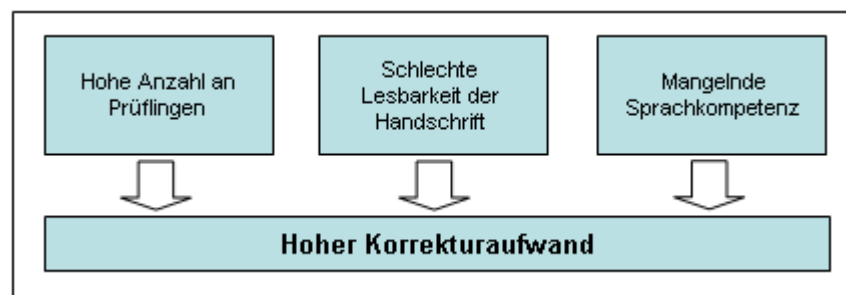 Hohe Anzahl an
Prüflingen
Schlechte
Lesbarkeit der
Handschrift
Mangelnde
Sprachkompetenz
Hoher Korrekturaufwand